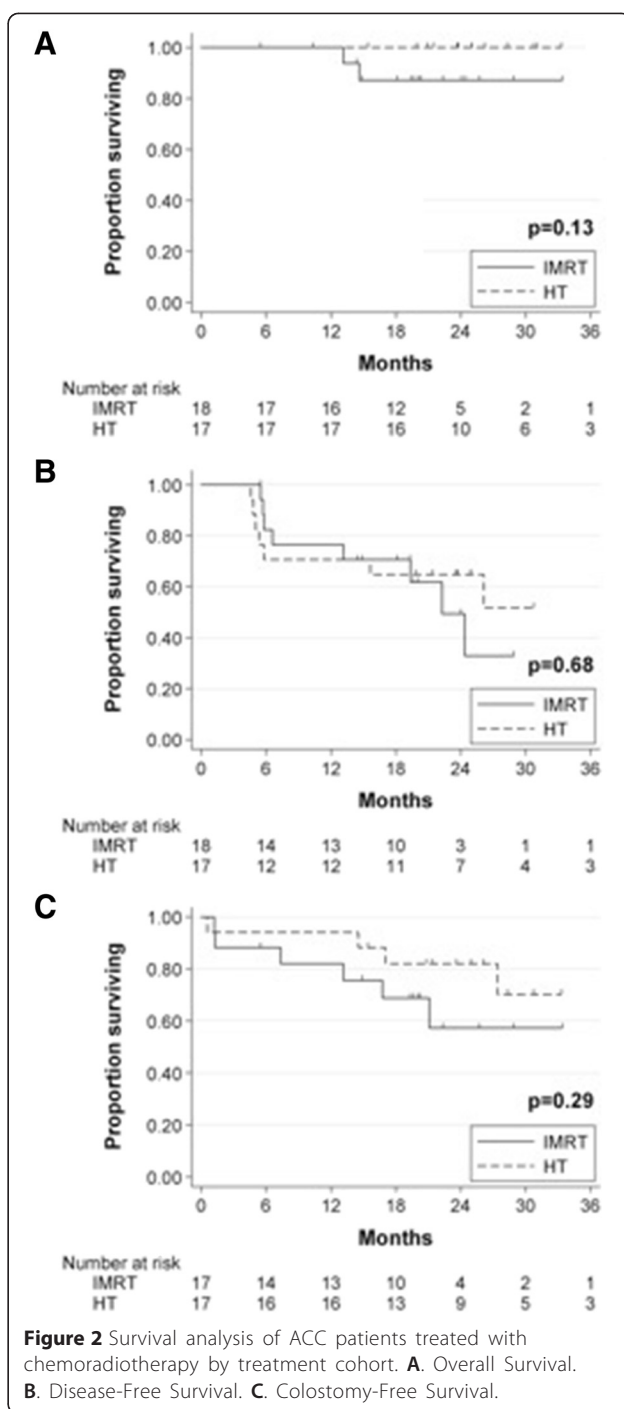 A
Proportion surviving
1.00
0.80
0.60
0.40
0.20
0.00
p=0.13
IMRT
HT
0 6 12 18 24 30 36
Months
Number at risk
IMRT 18 17 16 12 5 2 1
HT 17 17 17 16 10 6 3
B
Proportion surviving
1.00
0.80
0.60
0.40
0.20
0.00
p=0.68
IMRT
HT
0 6 12 18 24 30 36
Months
Number at risk
IMRT 18 14 13 10 3 1 1
HT 17 12 12 11 7 4 3
C
Proportion surviving
1.00
0.80
0.60
0.40
0.20
0.00
p=0.29
IMRT
HT
0 6 12 18 24 30 36
Months
Number at risk
IMRT 17 14 13 10 4 2 1
HT 17 16 16 13 9 5 3
Figure 2 Survival analysis of ACC patients treated with
chemoradiotherapy by treatment cohort. A. Overall Survival.
B. Disease-Free Survival. C. Colostomy-Free Survival.